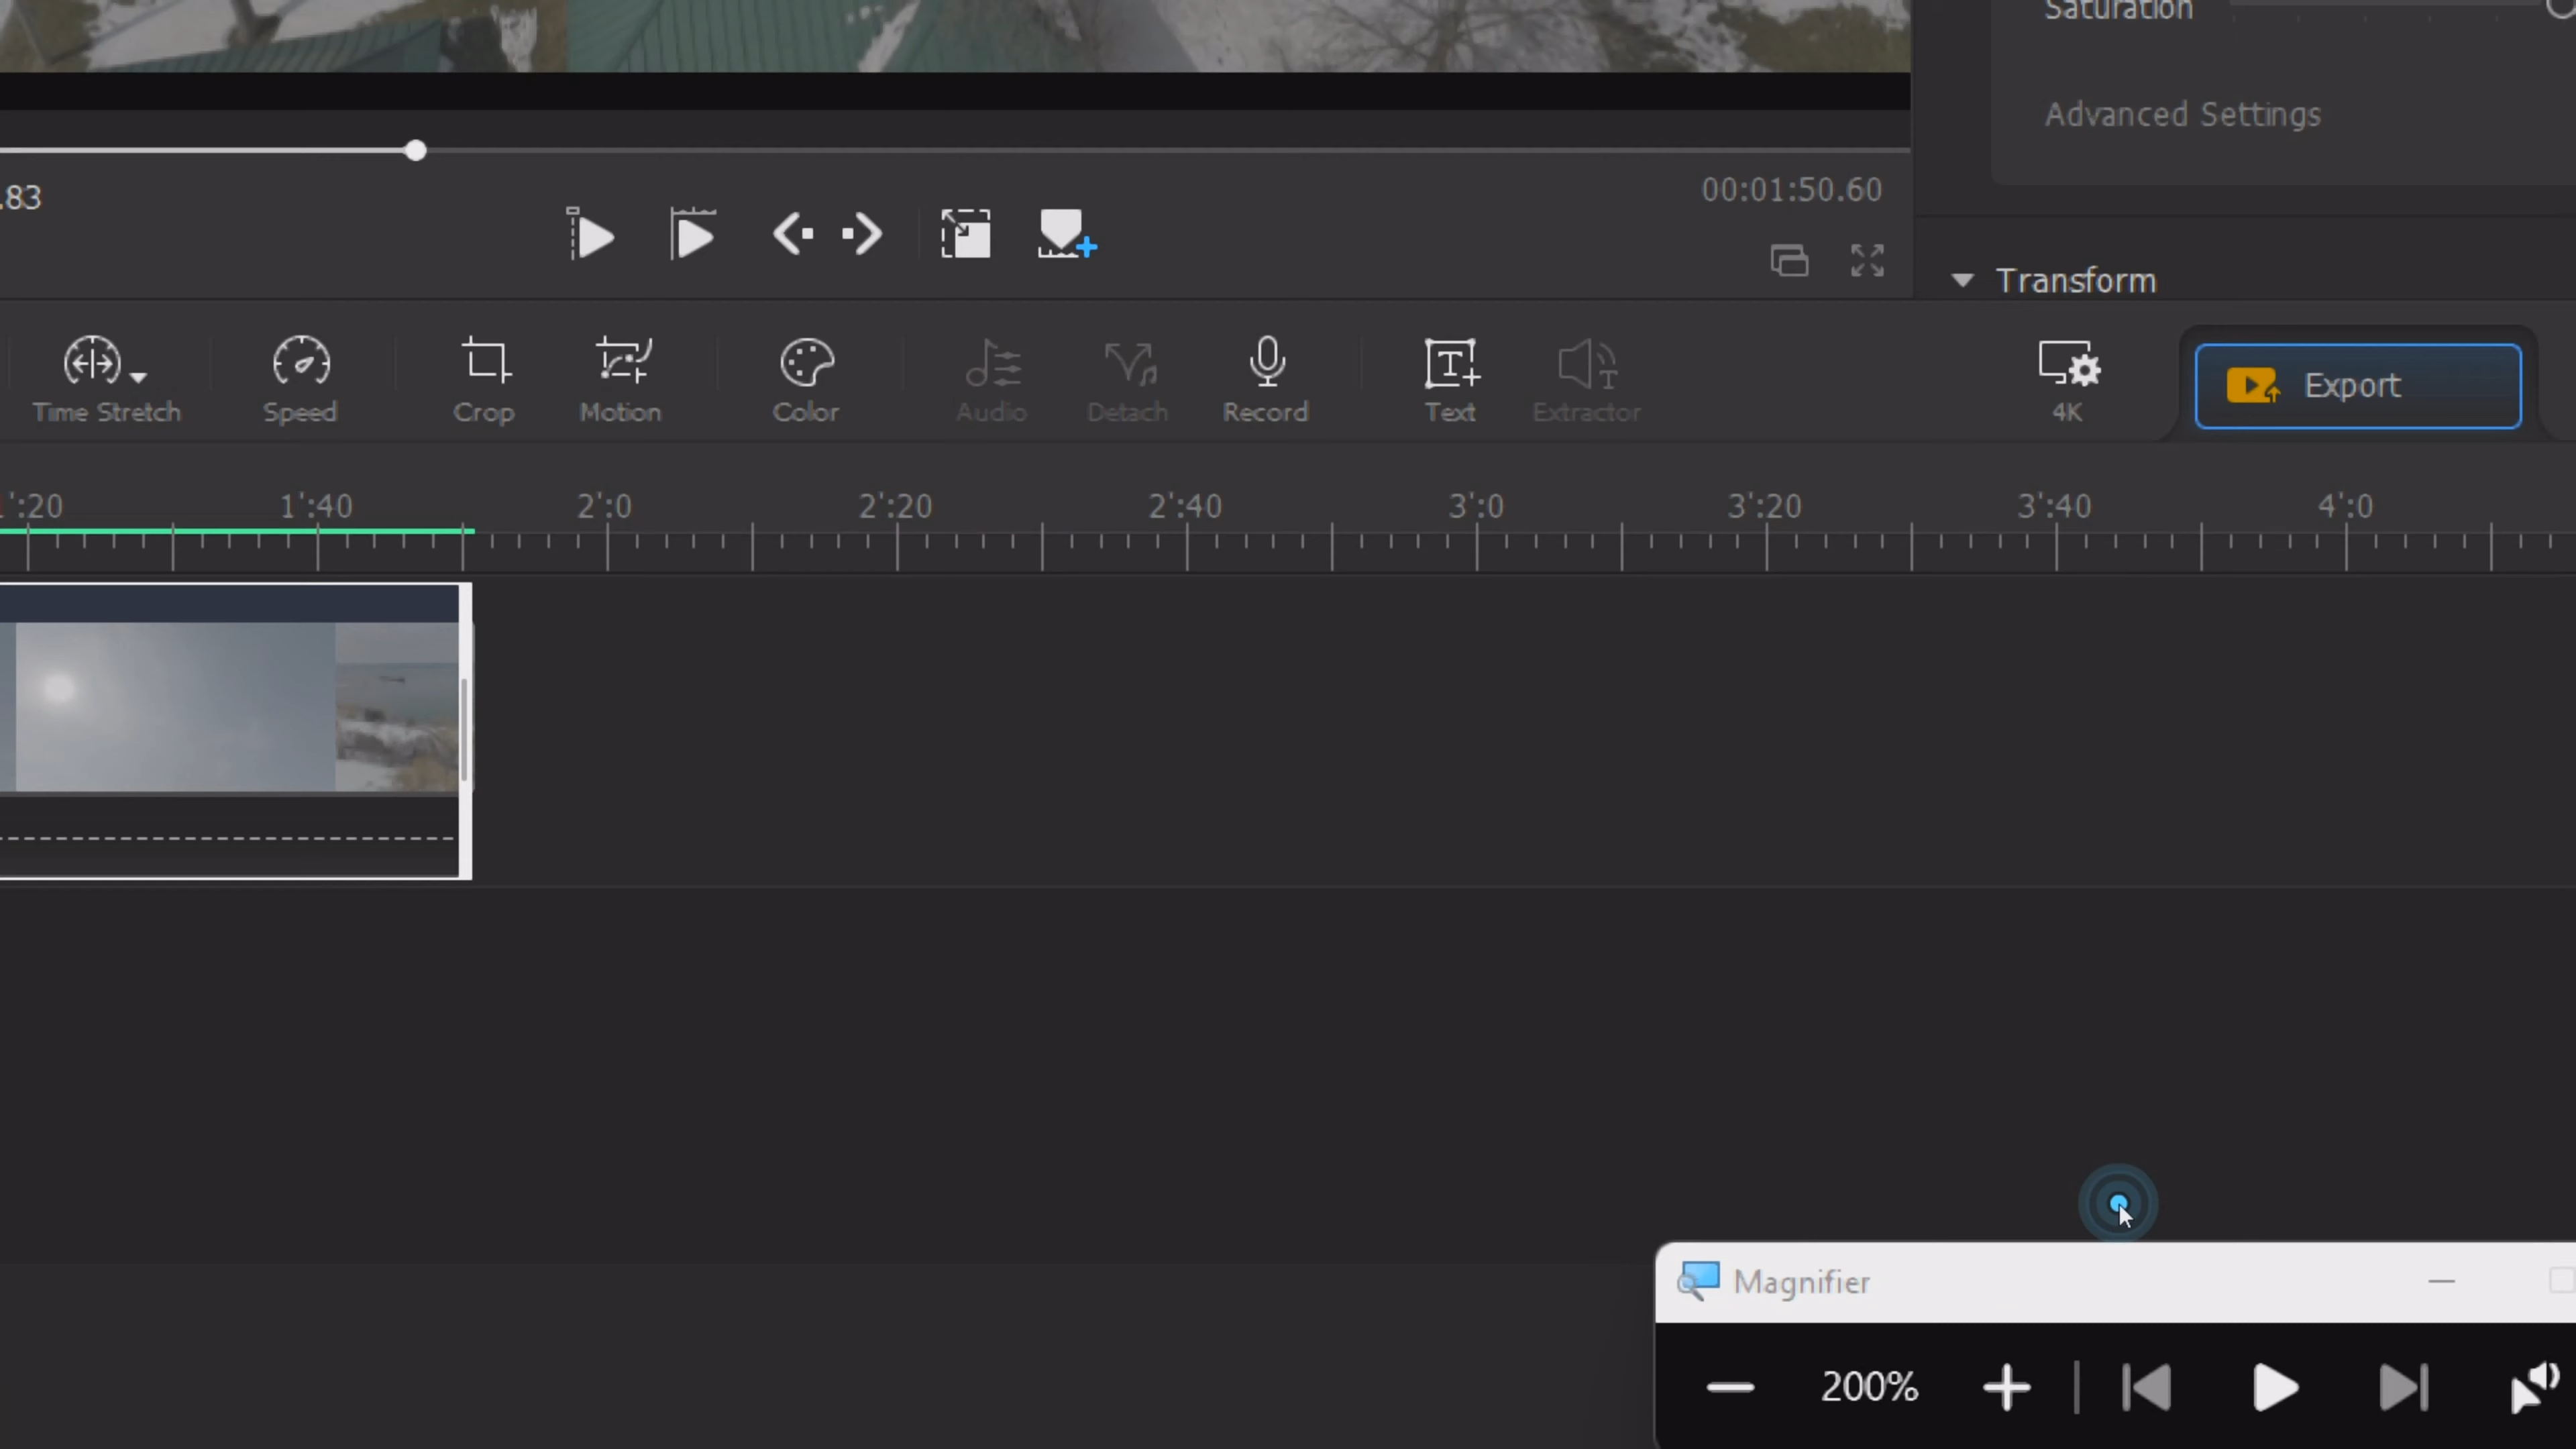 Saturation
Advanced Settings
.83
00:01:50.60
Transform
Time Stretch
Speed
Crop
Motion
Color
Audio
Detach
Record
Text
Extractor
4K
Export
':20
1':40
2':0
2':20
2':40
3':0
3':20
3':40
4':0
Magnifier
200%